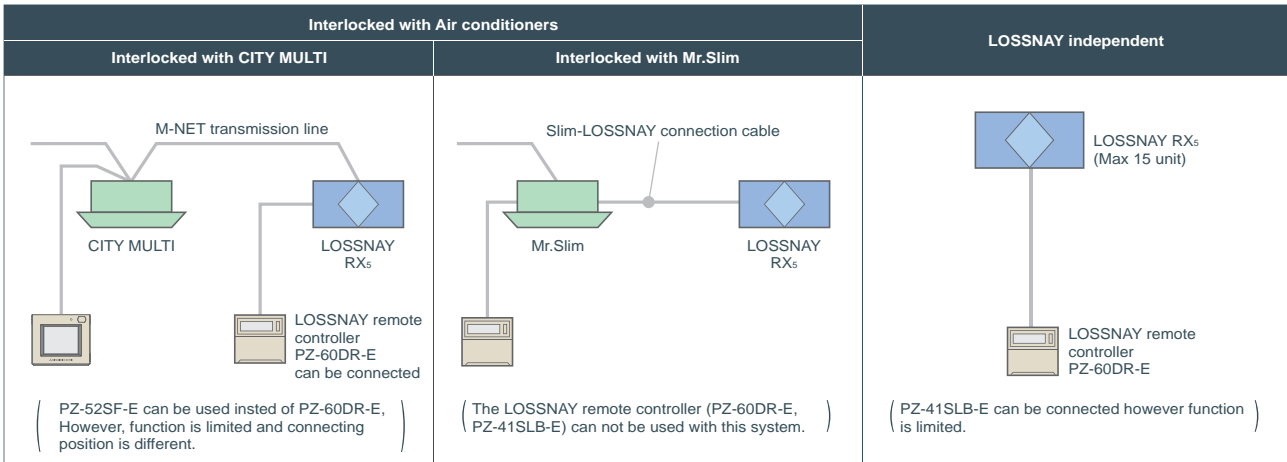 Interlocked with Air conditioners
LOSSNAY independent
Interlocked with CITY MULTI
Interlocked with Mr.Slim
M-NET transmission line
CITY MULTI
LOSSNAY
RX5
LOSSNAY remote
controller
PZ-60DR-E
can be connected
( PZ-52SF-E can be used insted of PZ-60DR-E,
However, function is limited and connecting
position is different. )
Slim-LOSSNAY connection cable
Mr.Slim
LOSSNAY
RX5
( The LOSSNAY remote controller (PZ-60DR-E,
PZ-41SLB-E) can not be used with this system. )
LOSSNAY RX5
(Max 15 unit)
LOSSNAY remote
controller
PZ-60DR-E
( PZ-41SLB-E can be connected however function
is limited. )